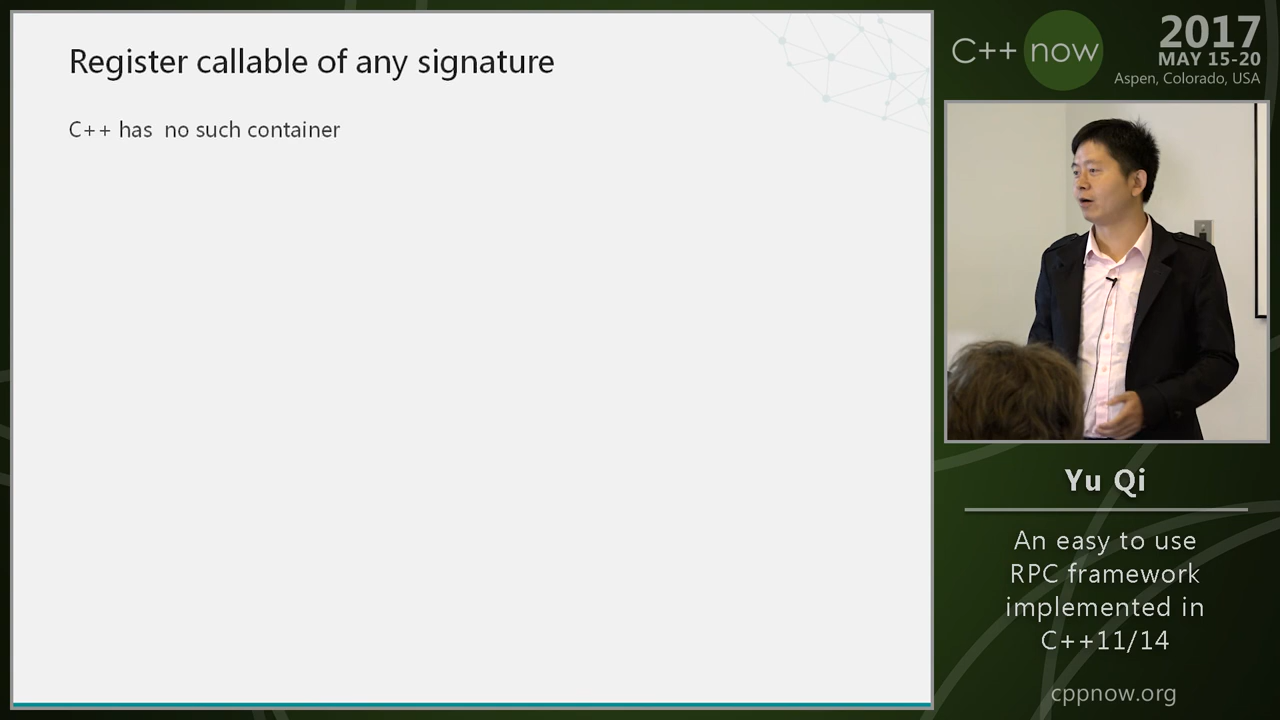 Register callable of any signature
C++ has  no such container
C++ now
2017
MAY 15-20
Aspen, Colorado, USA
Yu Qi
An easy to use
RPC framework
implemented in
C++11/14
cppnow.org